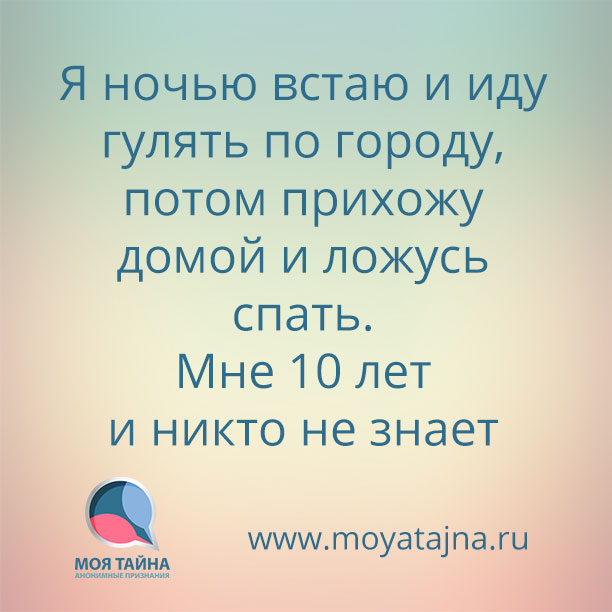 Я ночью встаю и иду
гулять по городу,
потом прихожу
домой и ложусь
спать.
Мне 10 лет
и никто не знает
МОЯ ТАЙНА
АНОНИМНЫЕ ПРИЗНАНИЯ
www.moyatajna.ru